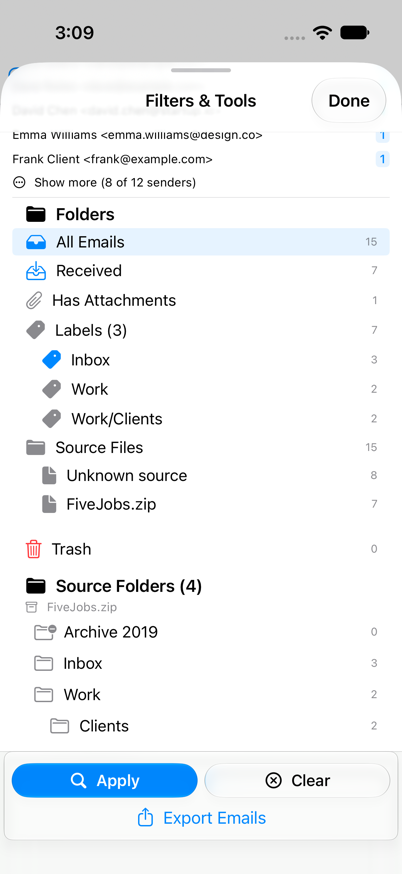 3:09
Filters & Tools
Done
Emma Williams <emma.williams@design.co>
1
Frank Client <frank@example.com>
1
Show more (8 of 12 senders)
Folders
All Emails 15
Received 7
Has Attachments 1
Labels (3) 7
Inbox 3
Work 2
Work/Clients 2
Source Files 15
Unknown source 8
FiveJobs.zip 7
Trash 0
Source Folders (4)
FiveJobs.zip
Archive 2019 0
Inbox 3
Work 2
Clients 2
Apply
Clear
Export Emails